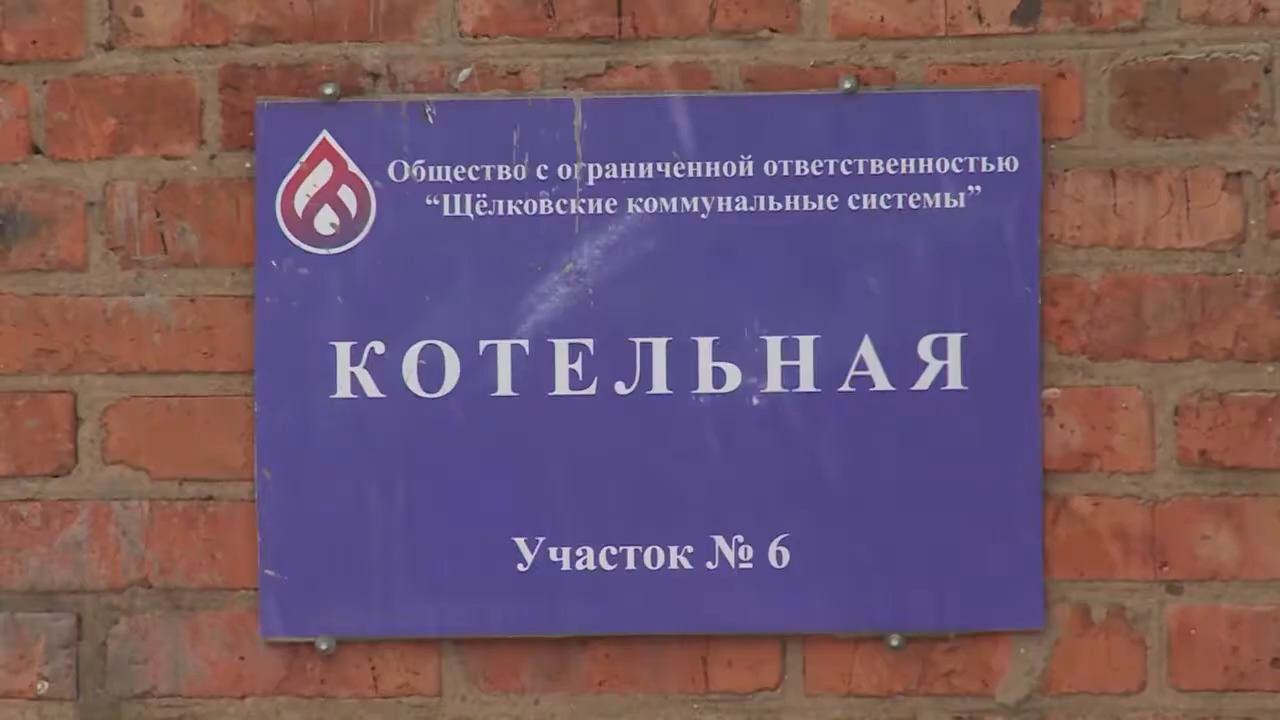 Общество с ограниченной ответственностью
“Щёлковские коммунальные системы”
КОТЕЛЬНАЯ
Участок № 6